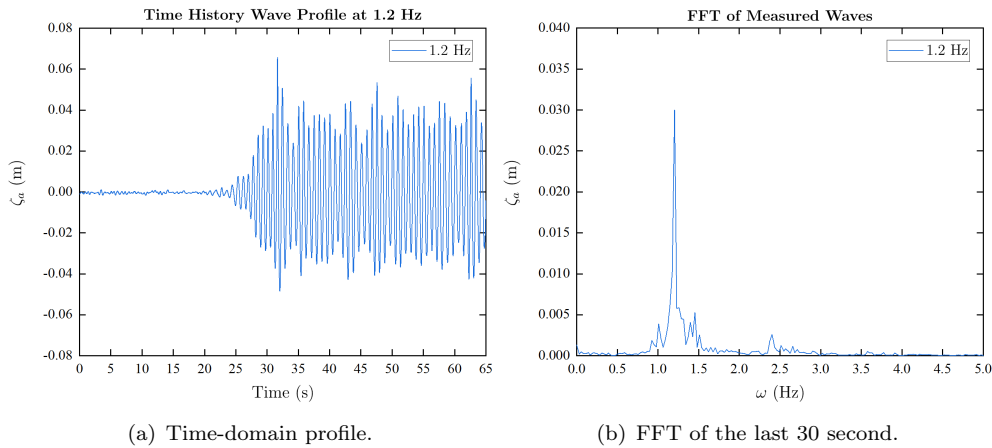 Time History Wave Profile at 1.2 Hz
1.2 Hz
0.08
0.06
0.04
0.02
0.00
-0.02
-0.04
-0.06
-0.08
ζa (m)
0 5 10 15 20 25 30 35 40 45 50 55 60 65
Time (s)
(a) Time-domain profile.
FFT of Measured Waves
1.2 Hz
0.040
0.035
0.030
0.025
0.020
0.015
0.010
0.005
0.000
ζa (m)
0.0 0.5 1.0 1.5 2.0 2.5 3.0 3.5 4.0 4.5 5.0
ω (Hz)
(b) FFT of the last 30 second.